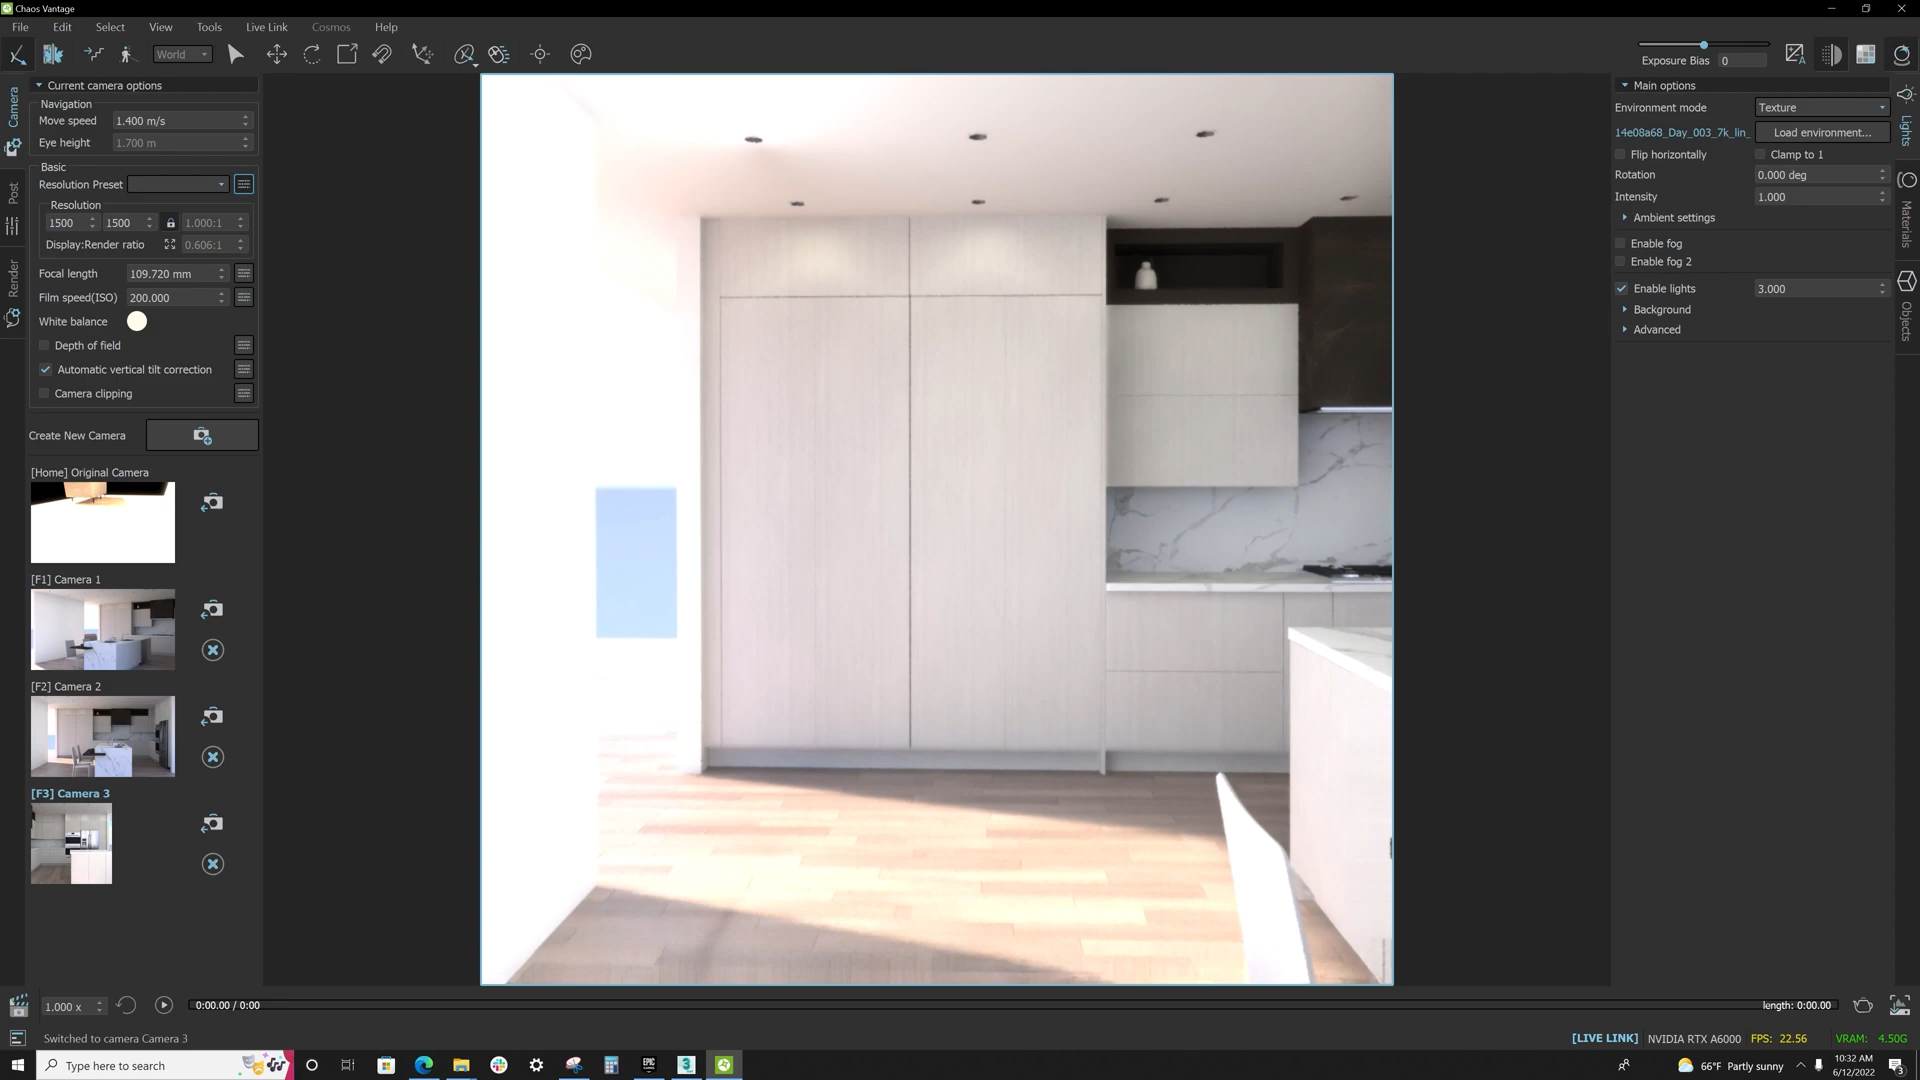 Chaos Vantage
File Edit Select View Tools Live Link Cosmos Help
World
Exposure Bias 0
Camera
Post
Render
Current camera options
Navigation
Move speed 1.400 m/s
Eye height 1.700 m
Basic
Resolution Preset
Resolution
1500 1500 1.000:1
Display:Render ratio 0.606:1
Focal length 109.720 mm
Film speed(ISO) 200.000
White balance
Depth of field
Automatic vertical tilt correction
Camera clipping
Create New Camera
[Home] Original Camera
[F1] Camera 1
[F2] Camera 2
[F3] Camera 3
Main options
Environment mode Texture
14e08a68_Day_003_7k_lin_ Load environment...
Flip horizontally Clamp to 1
Rotation 0.000 deg
Intensity 1.000
Ambient settings
Enable fog
Enable fog 2
Enable lights 3.000
Background
Advanced
Lights
Materials
Objects
1.000 x 0:00.00 / 0:00 length: 0:00.00
Switched to camera Camera 3
[LIVE LINK] NVIDIA RTX A6000 FPS: 22.56 VRAM: 4.50G
Type here to search
EPIC
3
66°F Partly sunny
10:32 AM
6/12/2022
3